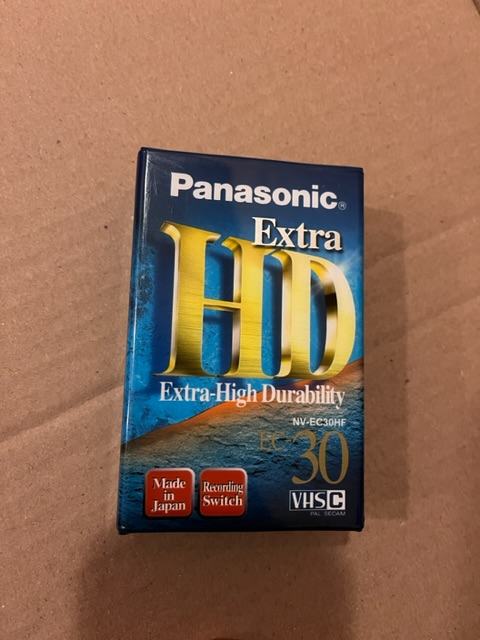 Panasonic®
Extra
HD
Extra-High Durability
NV-EC30HF
EC30
Made
in
Japan
Recording
Switch
VHS C
PAL SECAM